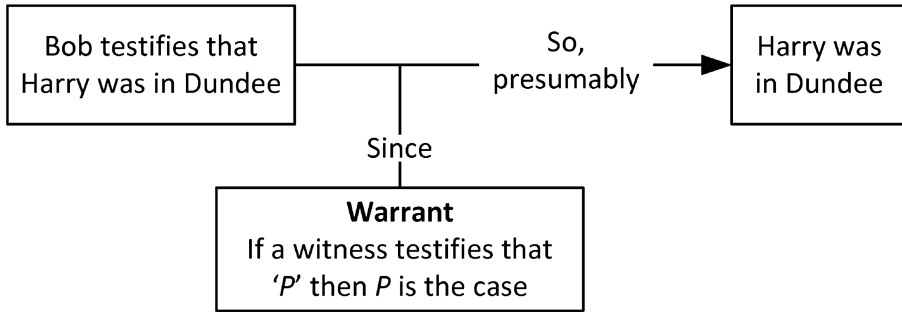 Bob testifies that
Harry was in Dundee
So,
presumably
Harry was
in Dundee
Since
Warrant
If a witness testifies that
‘P’ then P is the case